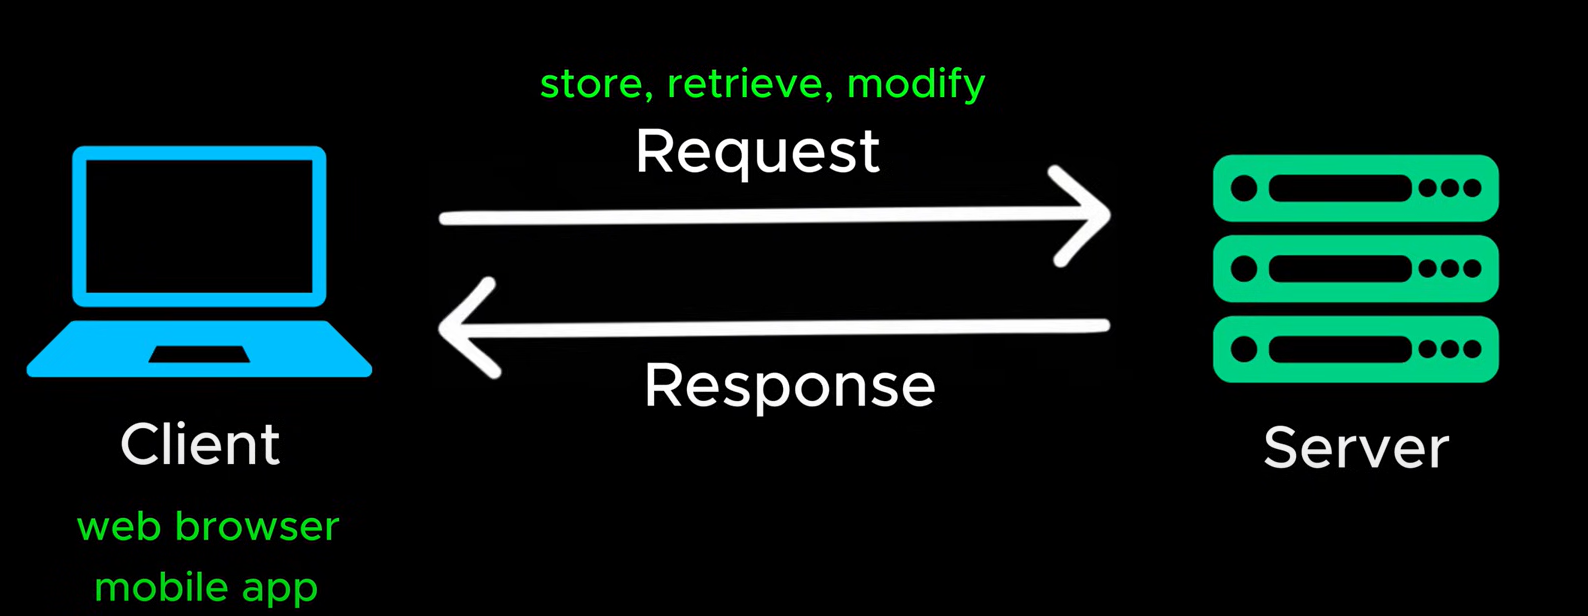 store, retrieve, modify
Request
Response
Client
Server
web browser
mobile app